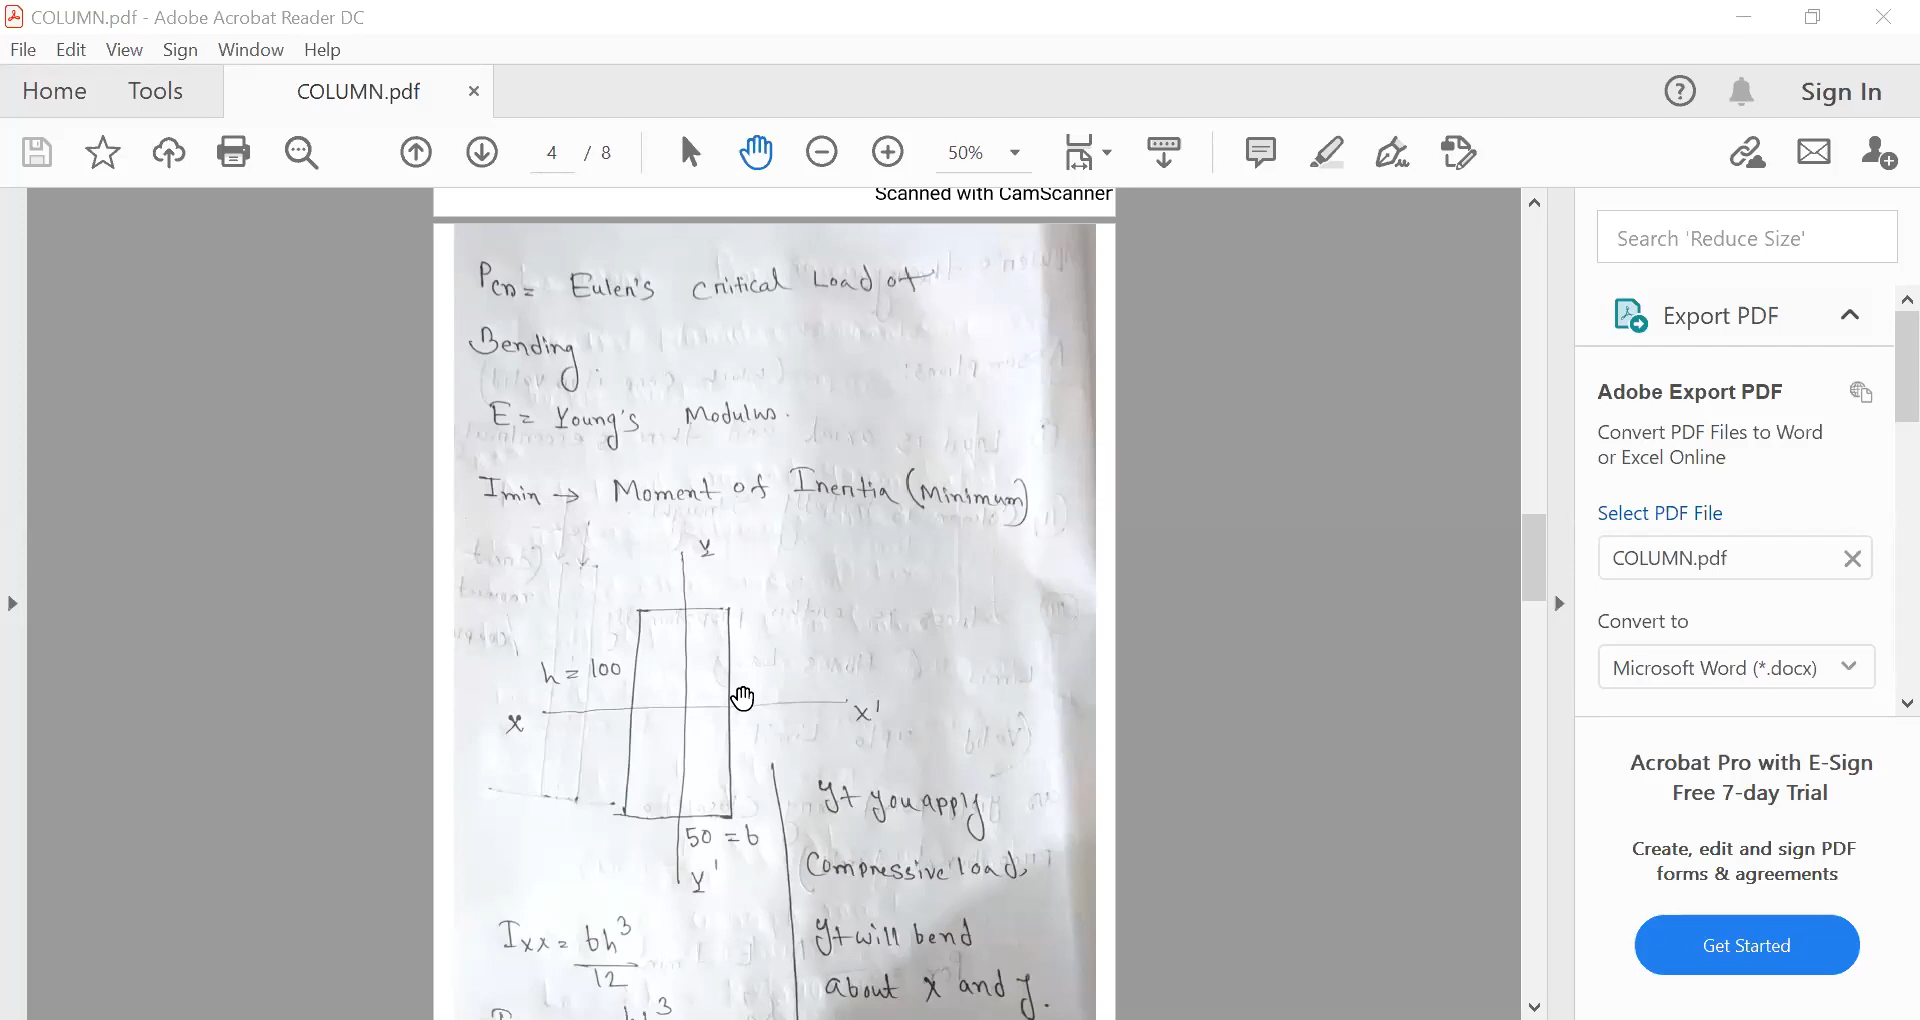 COLUMN.pdf - Adobe Acrobat Reader DC
File Edit View Sign Window Help
Home Tools COLUMN.pdf × Sign In
4 / 8 50%
Scanned with CamScanner
Pcr = Euler's critical Load of
Bending
E = Young's Modulus.
Imin → Moment of Inertia (Minimum)
Y
h = 100
X X'
50 = b
Y'
Ixx = bh³
12
h³
If you apply
Compressive load,
It will bend
about x and y.
Search 'Reduce Size'
Export PDF
Adobe Export PDF
Convert PDF Files to Word
or Excel Online
Select PDF File
COLUMN.pdf
Convert to
Microsoft Word (*.docx)
Acrobat Pro with E-Sign
Free 7-day Trial
Create, edit and sign PDF
forms & agreements
Get Started